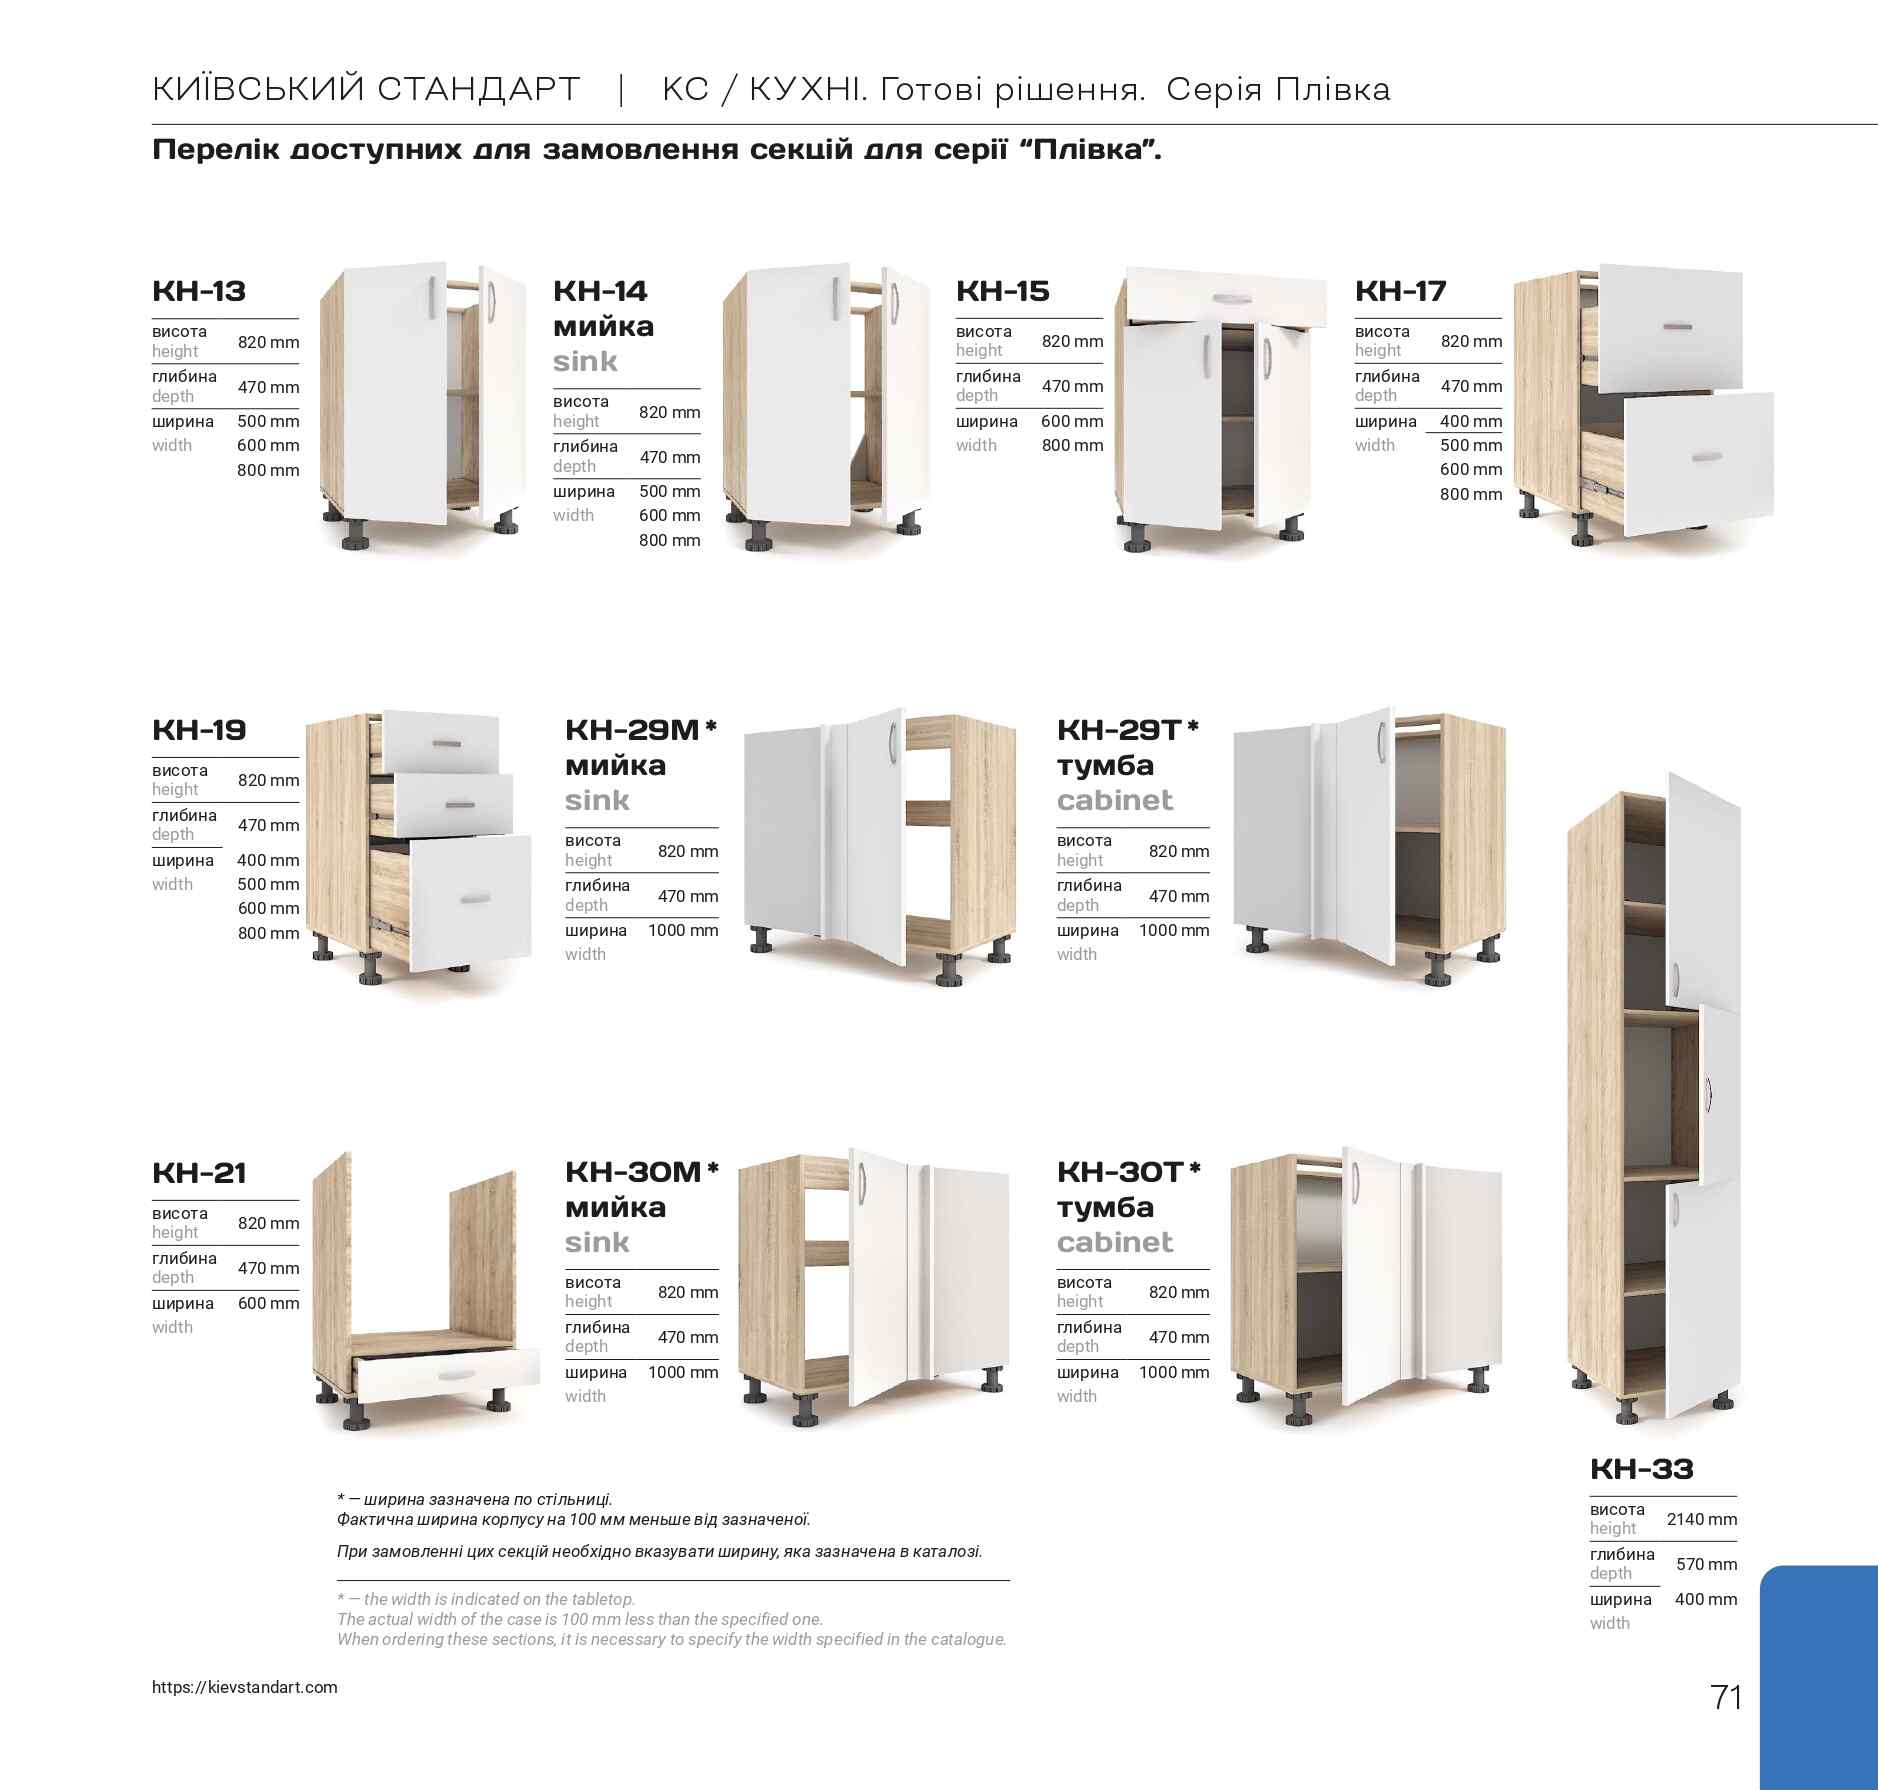 КИЇВСЬКИЙ СТАНДАРТ | КС / КУХНІ. Готові рішення. Серія Плівка
Перелік доступних для замовлення секцій для серії “Плівка”.
КН-13
висота
height
820 mm
глибина
depth
470 mm
ширина 500 mm
width 600 mm
800 mm
КН-14
мийка
sink
висота
height
820 mm
глибина
depth
470 mm
ширина 500 mm
width 600 mm
800 mm
КН-15
висота
height
820 mm
глибина
depth
470 mm
ширина 600 mm
width 800 mm
КН-17
висота
height
820 mm
глибина
depth
470 mm
ширина 400 mm
width 500 mm
600 mm
800 mm
КН-19
висота
height
820 mm
глибина
depth
470 mm
ширина 400 mm
width 500 mm
600 mm
800 mm
КН-29М*
мийка
sink
висота
height
820 mm
глибина
depth
470 mm
ширина 1000 mm
width
КН-29Т*
тумба
cabinet
висота
height
820 mm
глибина
depth
470 mm
ширина 1000 mm
width
КН-21
висота
height
820 mm
глибина
depth
470 mm
ширина 600 mm
width
КН-30М*
мийка
sink
висота
height
820 mm
глибина
depth
470 mm
ширина 1000 mm
width
КН-30Т*
тумба
cabinet
висота
height
820 mm
глибина
depth
470 mm
ширина 1000 mm
width
КН-33
висота
height
2140 mm
глибина
depth
570 mm
ширина 400 mm
width
* — ширина зазначена по стільниці.
Фактична ширина корпусу на 100 мм меньше від зазначеної.
При замовленні цих секцій необхідно вказувати ширину, яка зазначена в каталозі.
* — the width is indicated on the tabletop.
The actual width of the case is 100 mm less than the specified one.
When ordering these sections, it is necessary to specify the width specified in the catalogue.
https://kievstandart.com
71